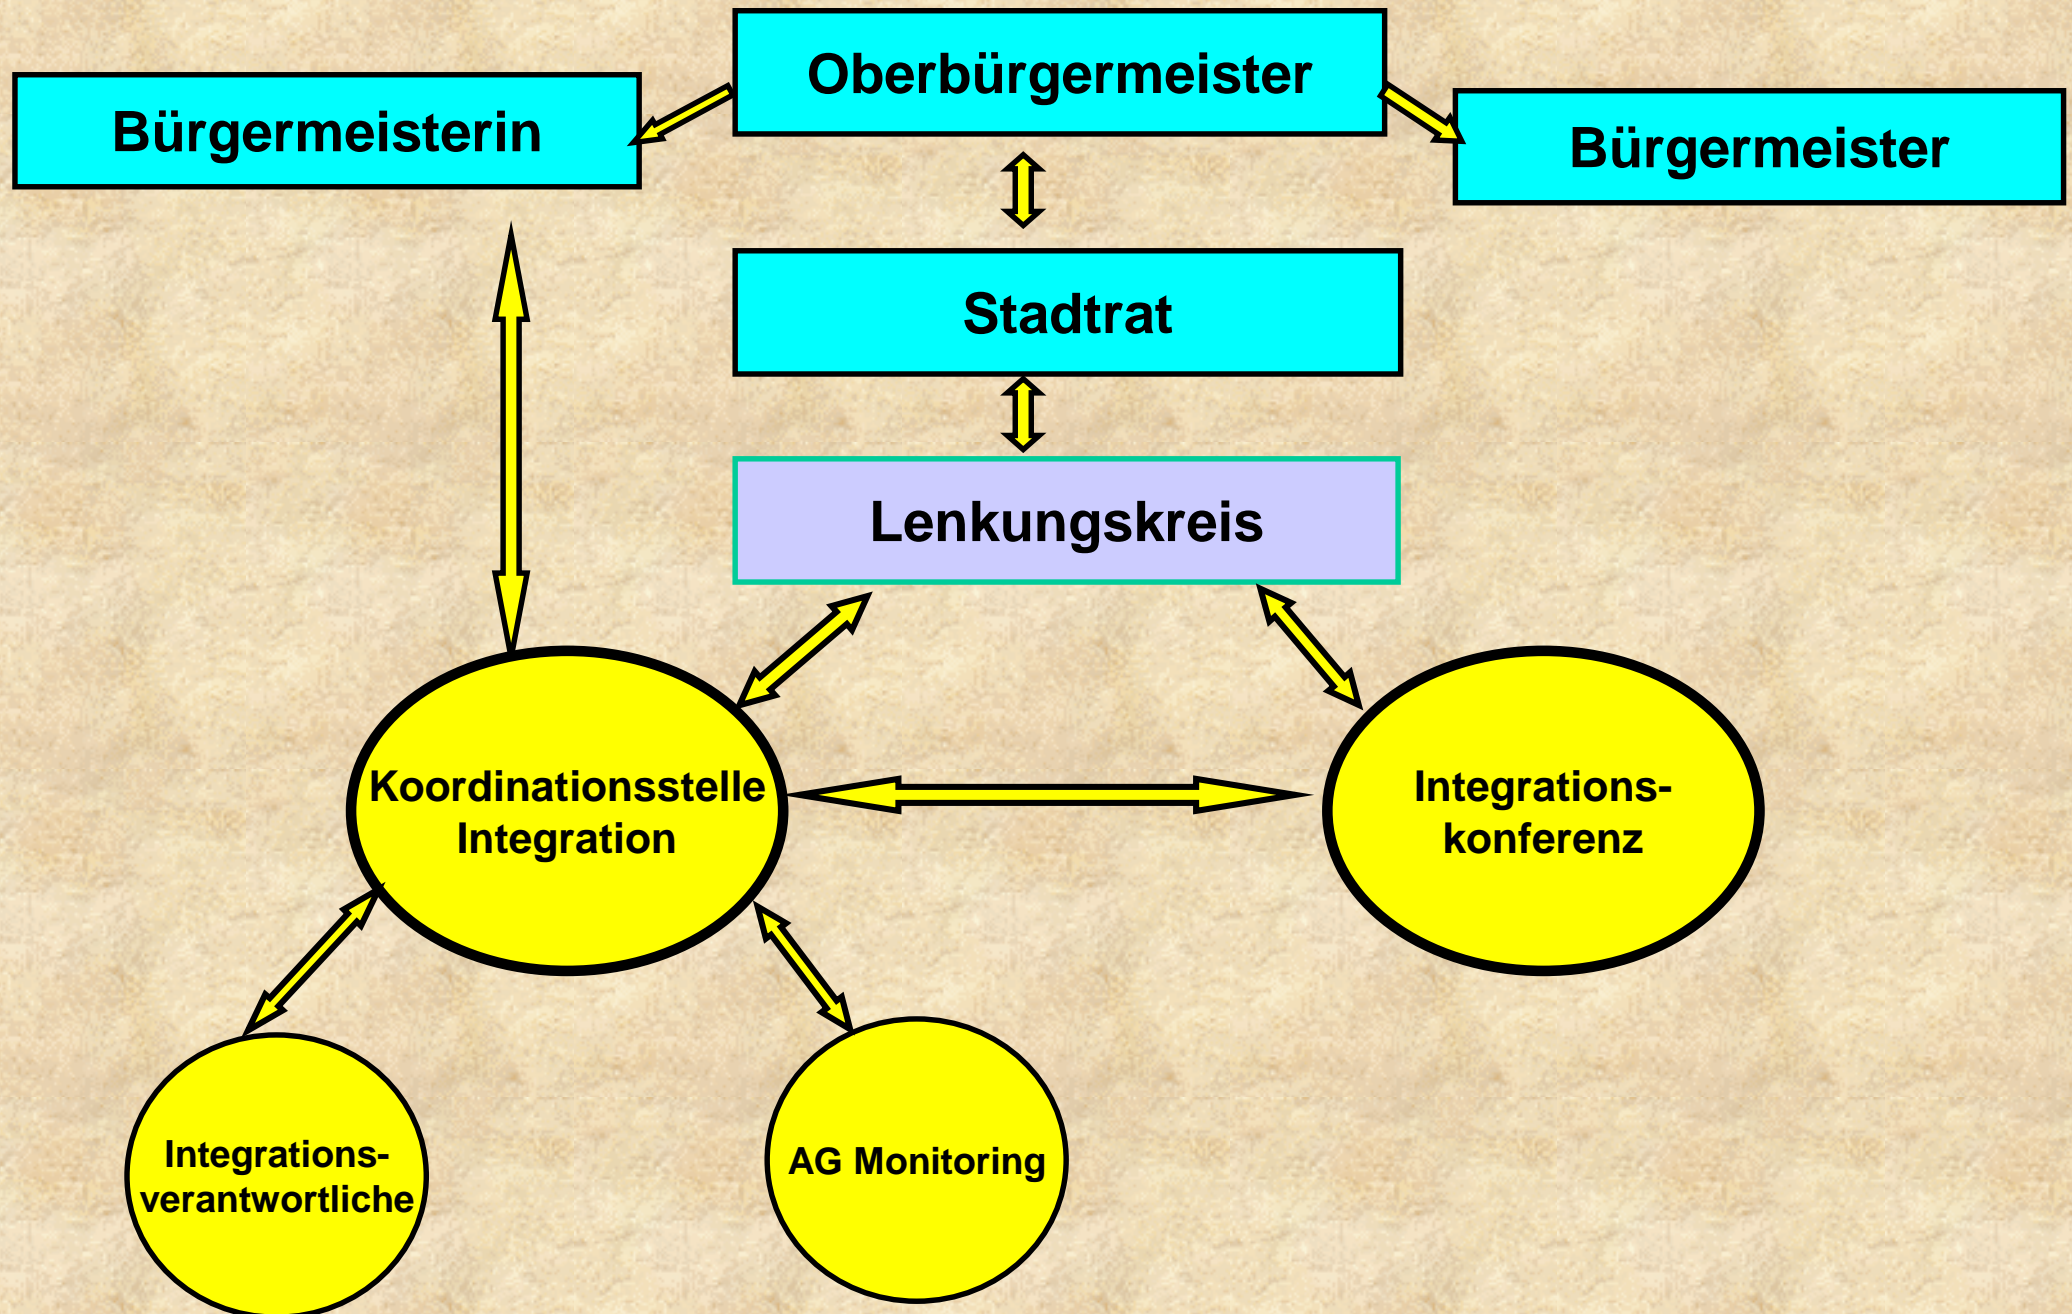 Oberbürgermeister
Bürgermeisterin
Bürgermeister
Stadtrat
Lenkungskreis
Koordinationsstelle
Integration
Integrations-
konferenz
Integrations-
verantwortliche
AG Monitoring